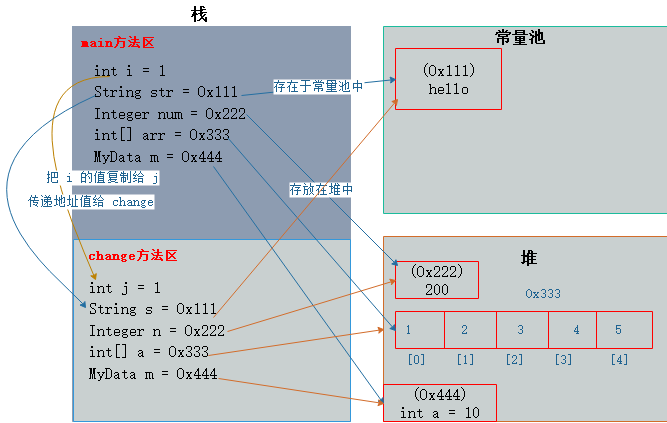 栈
main方法区
int i = 1
String str = 0x111
Integer num = 0x222
int[] arr = 0x333
MyData m = 0x444
把 i 的值复制给 j
传递地址值给 change
change方法区
int j = 1
String s = 0x111
Integer n = 0x222
int[] a = 0x333
MyData m = 0x444
存在于常量池中
存放在堆中
常量池
(0x111)
hello
堆
(0x222)
200
0x333
1 2 3 4 5
[0] [1] [2] [3] [4]
(0x444)
int a = 10